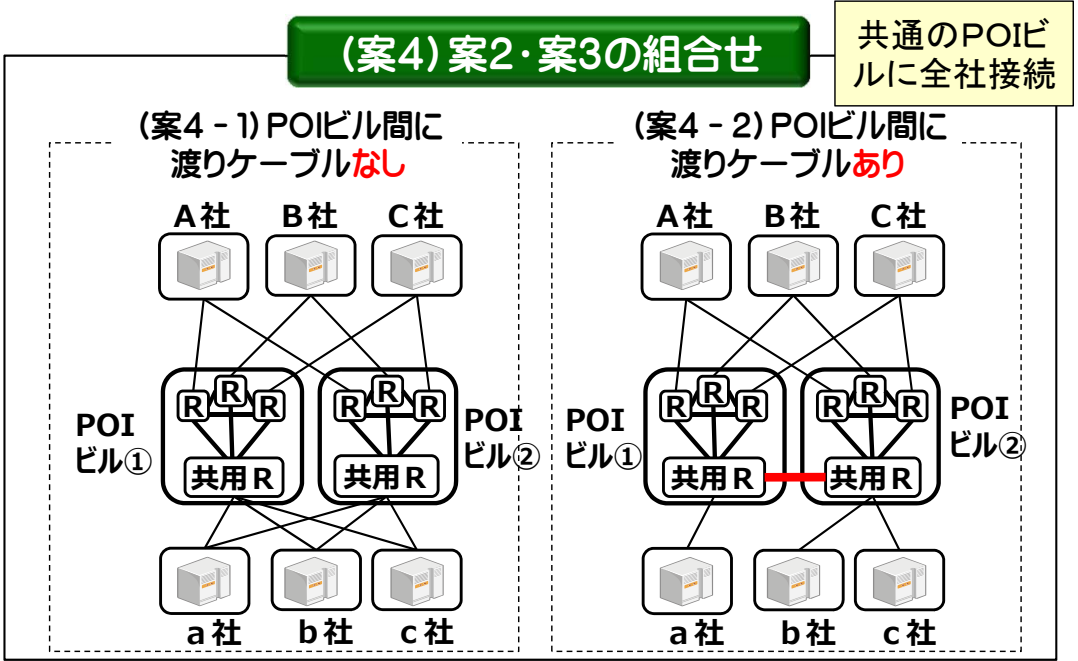 (案4)案2・案3の組合せ
共通のPOIビ
ルに全社接続
(案4‐1)POIビル間に
渡りケーブルなし
A社 B社 C社
R R R R R R
POI
ビル①
POI
ビル②
共用R 共用R
a社 b社 c社
(案4‐2)POIビル間に
渡りケーブルあり
A社 B社 C社
R R R R R R
POI
ビル①
POI
ビル②
共用R 共用R
a社 b社 c社